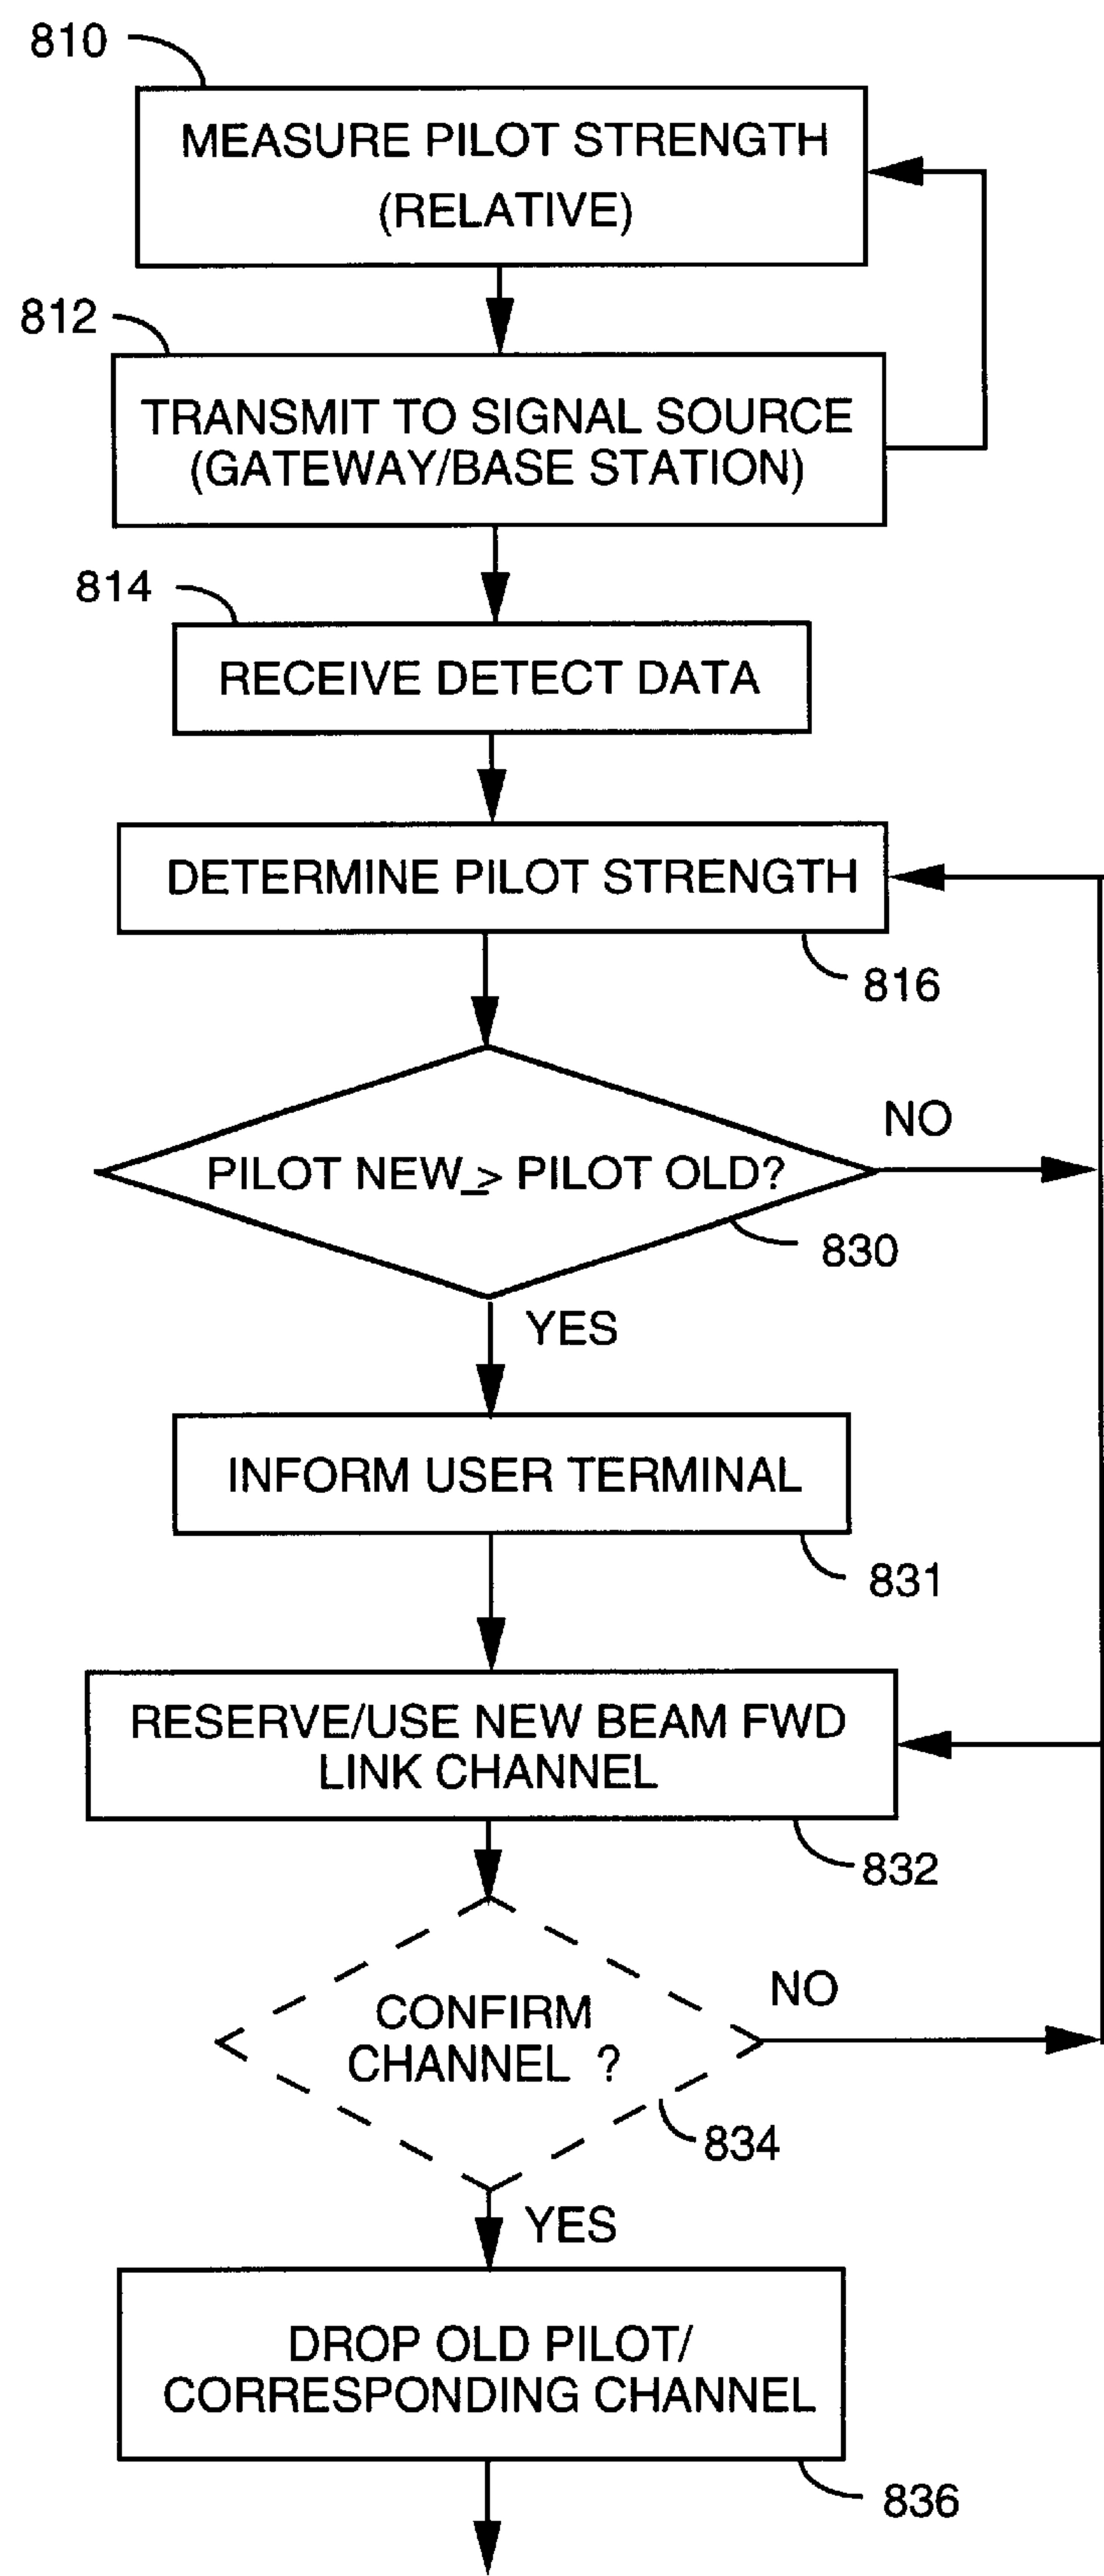 810
MEASURE PILOT STRENGTH
(RELATIVE)
812
TRANSMIT TO SIGNAL SOURCE
(GATEWAY/BASE STATION)
814
RECEIVE DETECT DATA
DETERMINE PILOT STRENGTH
816
NO
PILOT NEW_> PILOT OLD?
830
YES
INFORM USER TERMINAL
831
RESERVE/USE NEW BEAM FWD
LINK CHANNEL
832
NO
CONFIRM
CHANNEL ?
834
YES
DROP OLD PILOT/
CORRESPONDING CHANNEL
836